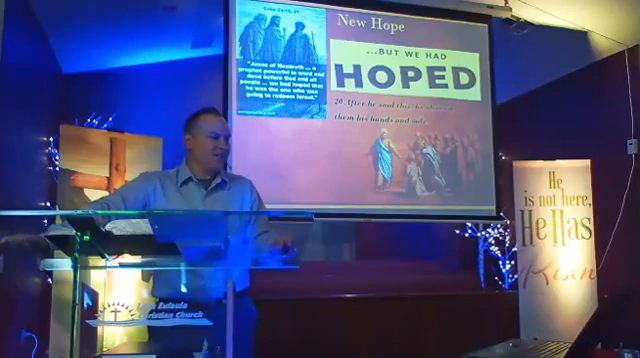 Luke 24:19, 21
"Jesus of Nazareth ... a
prophet powerful in word and
deed before God and all
people ... we had hoped that
he was the one who was
going to redeem Israel."
New Hope
...BUT WE HAD
HOPED
20 After he said this, he showed
them his hands and side.
He
is not here,
He Has
Risen
Lake Eufaula
Christian Church